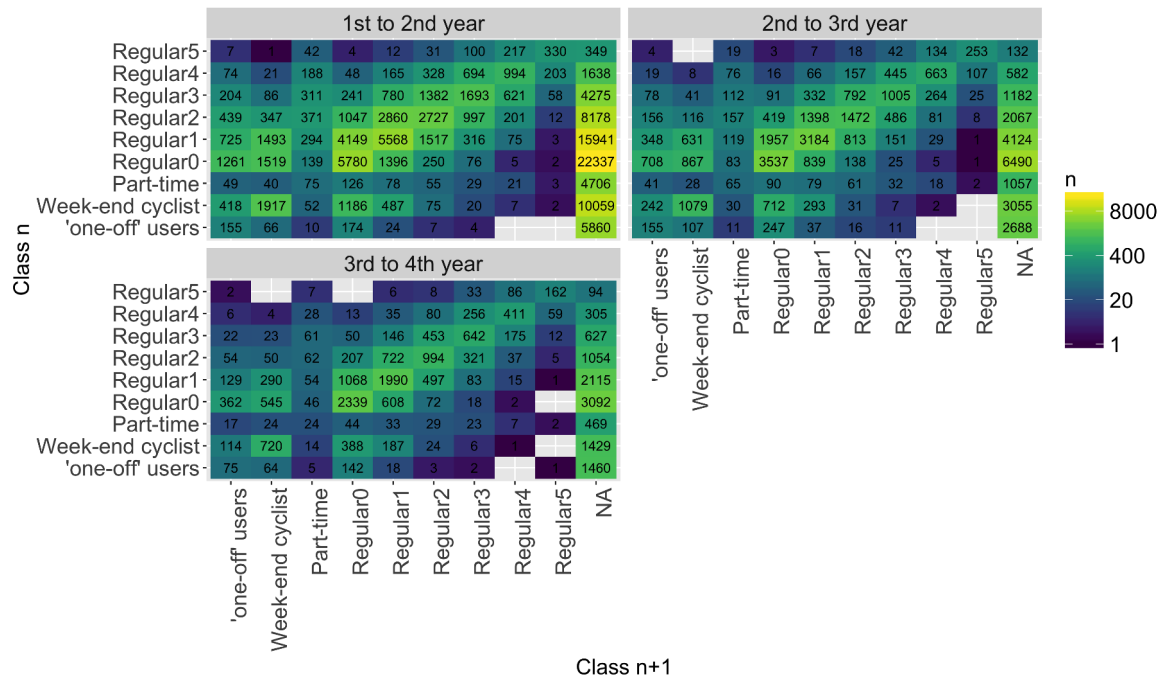 1st to 2nd year 2nd to 3rd year
Regular5 7 1 42 4 12 31 100 217 330 349 4 19 3 7 18 42 134 253 132
Regular4 74 21 188 48 165 328 694 994 203 1638 19 8 76 16 66 157 445 663 107 582
Regular3 204 86 311 241 780 1382 1693 621 58 4275 78 41 112 91 332 792 1005 264 25 1182
Regular2 439 347 371 1047 2860 2727 997 201 12 8178 156 116 157 419 1398 1472 486 81 8 2067
Regular1 725 1493 294 4149 5568 1517 316 75 3 15941 348 631 119 1957 3184 813 151 29 1 4124
Regular0 1261 1519 139 5780 1396 250 76 5 2 22337 708 867 83 3537 839 138 25 5 1 6490
Part-time 49 40 75 126 78 55 29 21 3 4706 41 28 65 90 79 61 32 18 2 1057
Week-end cyclist 418 1917 52 1186 487 75 20 7 2 10059 242 1079 30 712 293 31 7 2 3055
'one-off' users 155 66 10 174 24 7 4 5860 155 107 11 247 37 16 11 2688
n
8000
400
20
1
Class n
'one-off' users Week-end cyclist Part-time Regular0 Regular1 Regular2 Regular3 Regular4 Regular5 NA
3rd to 4th year
Regular5 2 7 6 8 33 86 162 94
Regular4 6 4 28 13 35 80 256 411 59 305
Regular3 22 23 61 50 146 453 642 175 12 627
Regular2 54 50 62 207 722 994 321 37 5 1054
Regular1 129 290 54 1068 1990 497 83 15 1 2115
Regular0 362 545 46 2339 608 72 18 2 3092
Part-time 17 24 24 44 33 29 23 7 2 469
Week-end cyclist 114 720 14 388 187 24 6 1 1429
'one-off' users 75 64 5 142 18 3 2 1 1460
'one-off' users Week-end cyclist Part-time Regular0 Regular1 Regular2 Regular3 Regular4 Regular5 NA
Class n+1